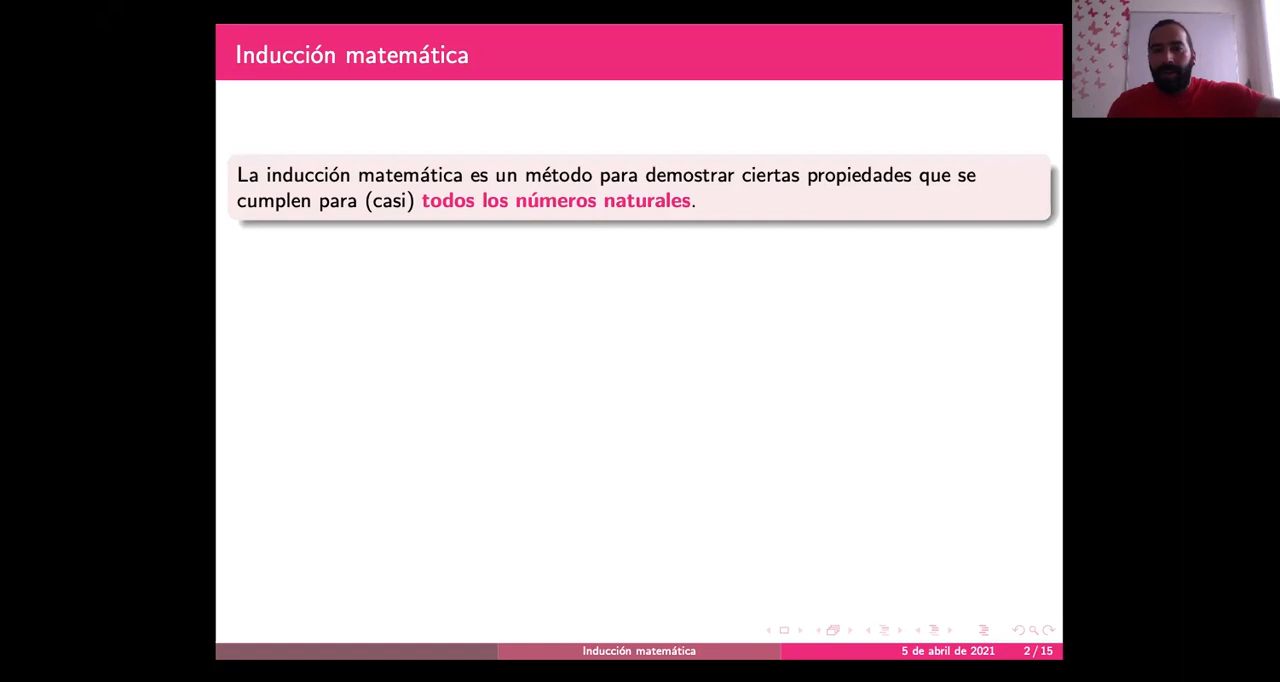 Inducción matemática
La inducción matemática es un método para demostrar ciertas propiedades que se
cumplen para (casi) todos los números naturales.
Inducción matemática
5 de abril de 2021
2 / 15